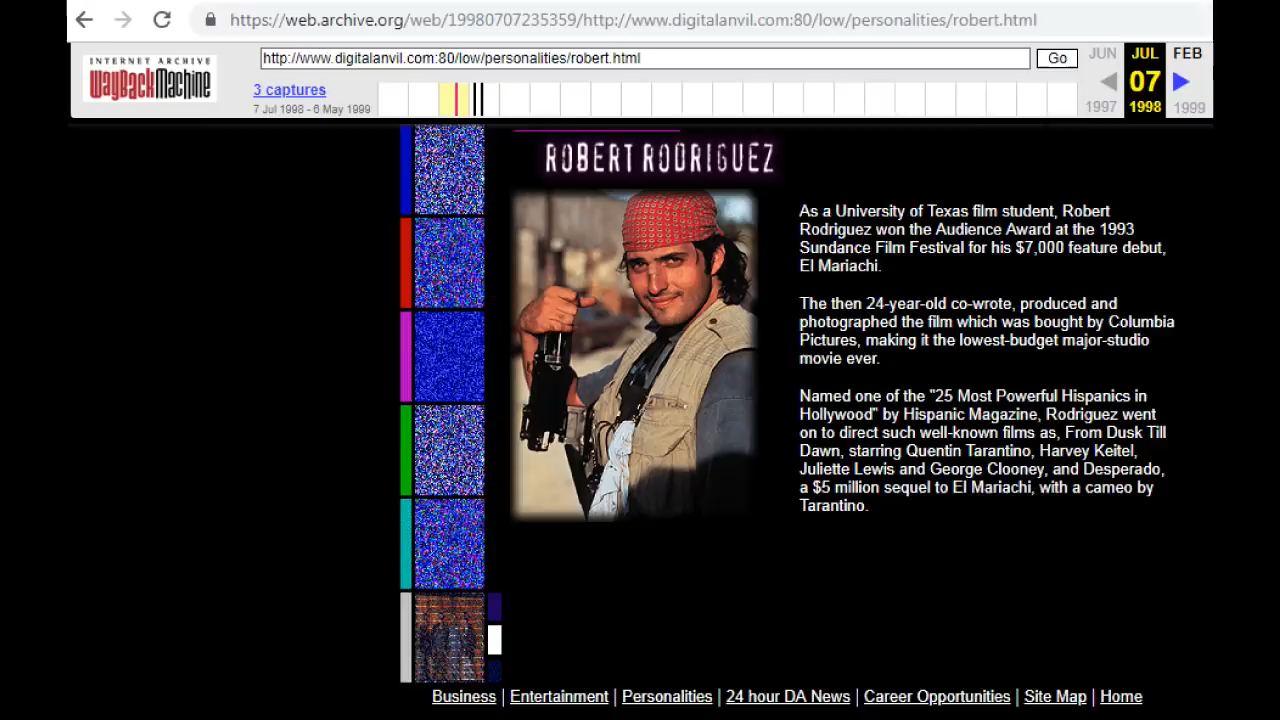 https://web.archive.org/web/19980707235359/http://www.digitalanvil.com:80/low/personalities/robert.html
INTERNET ARCHIVE
WayBackMachine
http://www.digitalanvil.com:80/low/personalities/robert.html
Go
JUN JUL FEB
3 captures
07
7 Jul 1998 - 6 May 1999
1997 1998 1999
ROBERT RODRIGUEZ
As a University of Texas film student, Robert
Rodriguez won the Audience Award at the 1993
Sundance Film Festival for his $7,000 feature debut,
El Mariachi.
The then 24-year-old co-wrote, produced and
photographed the film which was bought by Columbia
Pictures, making it the lowest-budget major-studio
movie ever.
Named one of the "25 Most Powerful Hispanics in
Hollywood" by Hispanic Magazine, Rodriguez went
on to direct such well-known films as, From Dusk Till
Dawn, starring Quentin Tarantino, Harvey Keitel,
Juliette Lewis and George Clooney, and Desperado,
a $5 million sequel to El Mariachi, with a cameo by
Tarantino.
Business | Entertainment | Personalities | 24 hour DA News | Career Opportunities | Site Map | Home